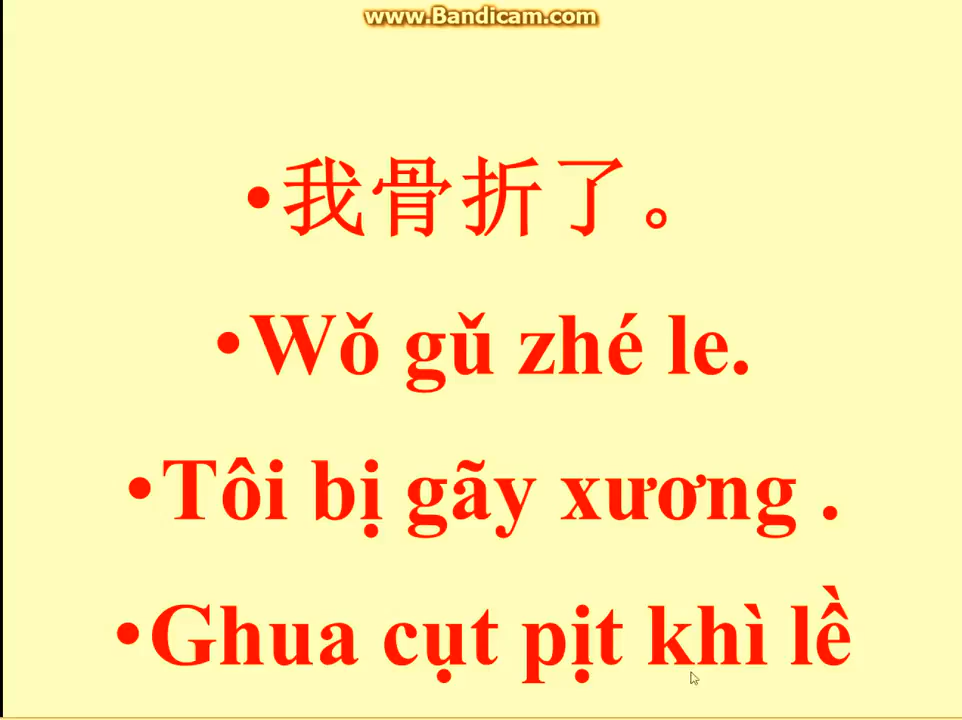 www.Bandicam.com
•我骨折了。
•Wǒ gǔ zhé le.
•Tôi bị gãy xương .
•Ghua cụt pịt khì lề